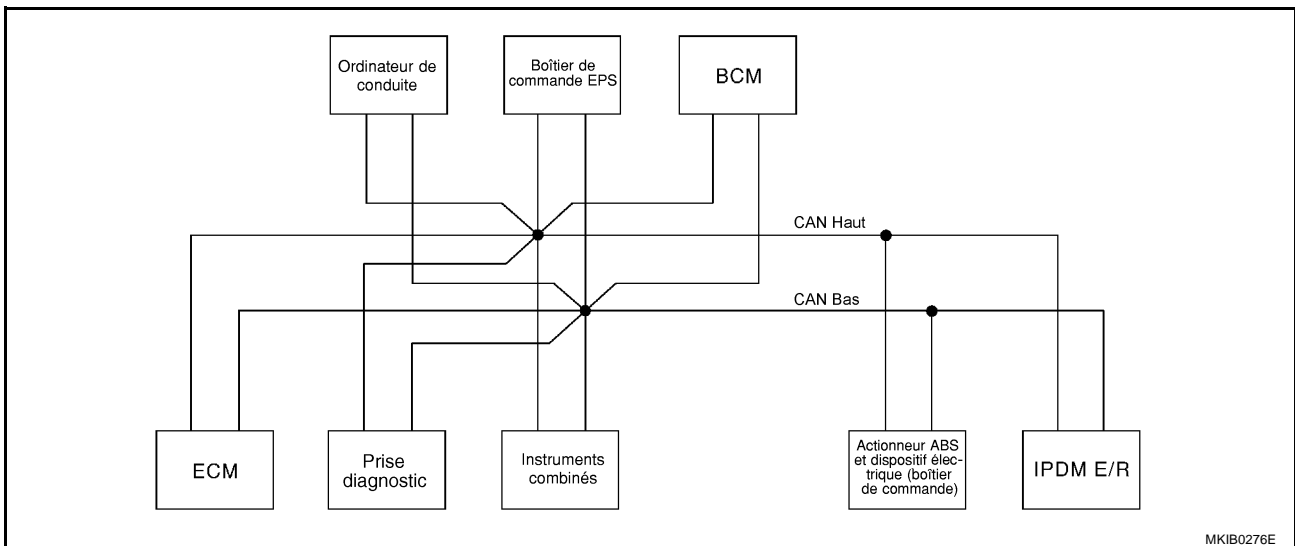 Ordinateur de
conduite
Boîtier de
commande EPS
BCM
CAN Haut
CAN Bas
ECM
Prise
diagnostic
Instruments
combinés
Actionneur ABS
et dispositif élec-
trique (boîtier
de commande)
IPDM E/R
MKIB0276E